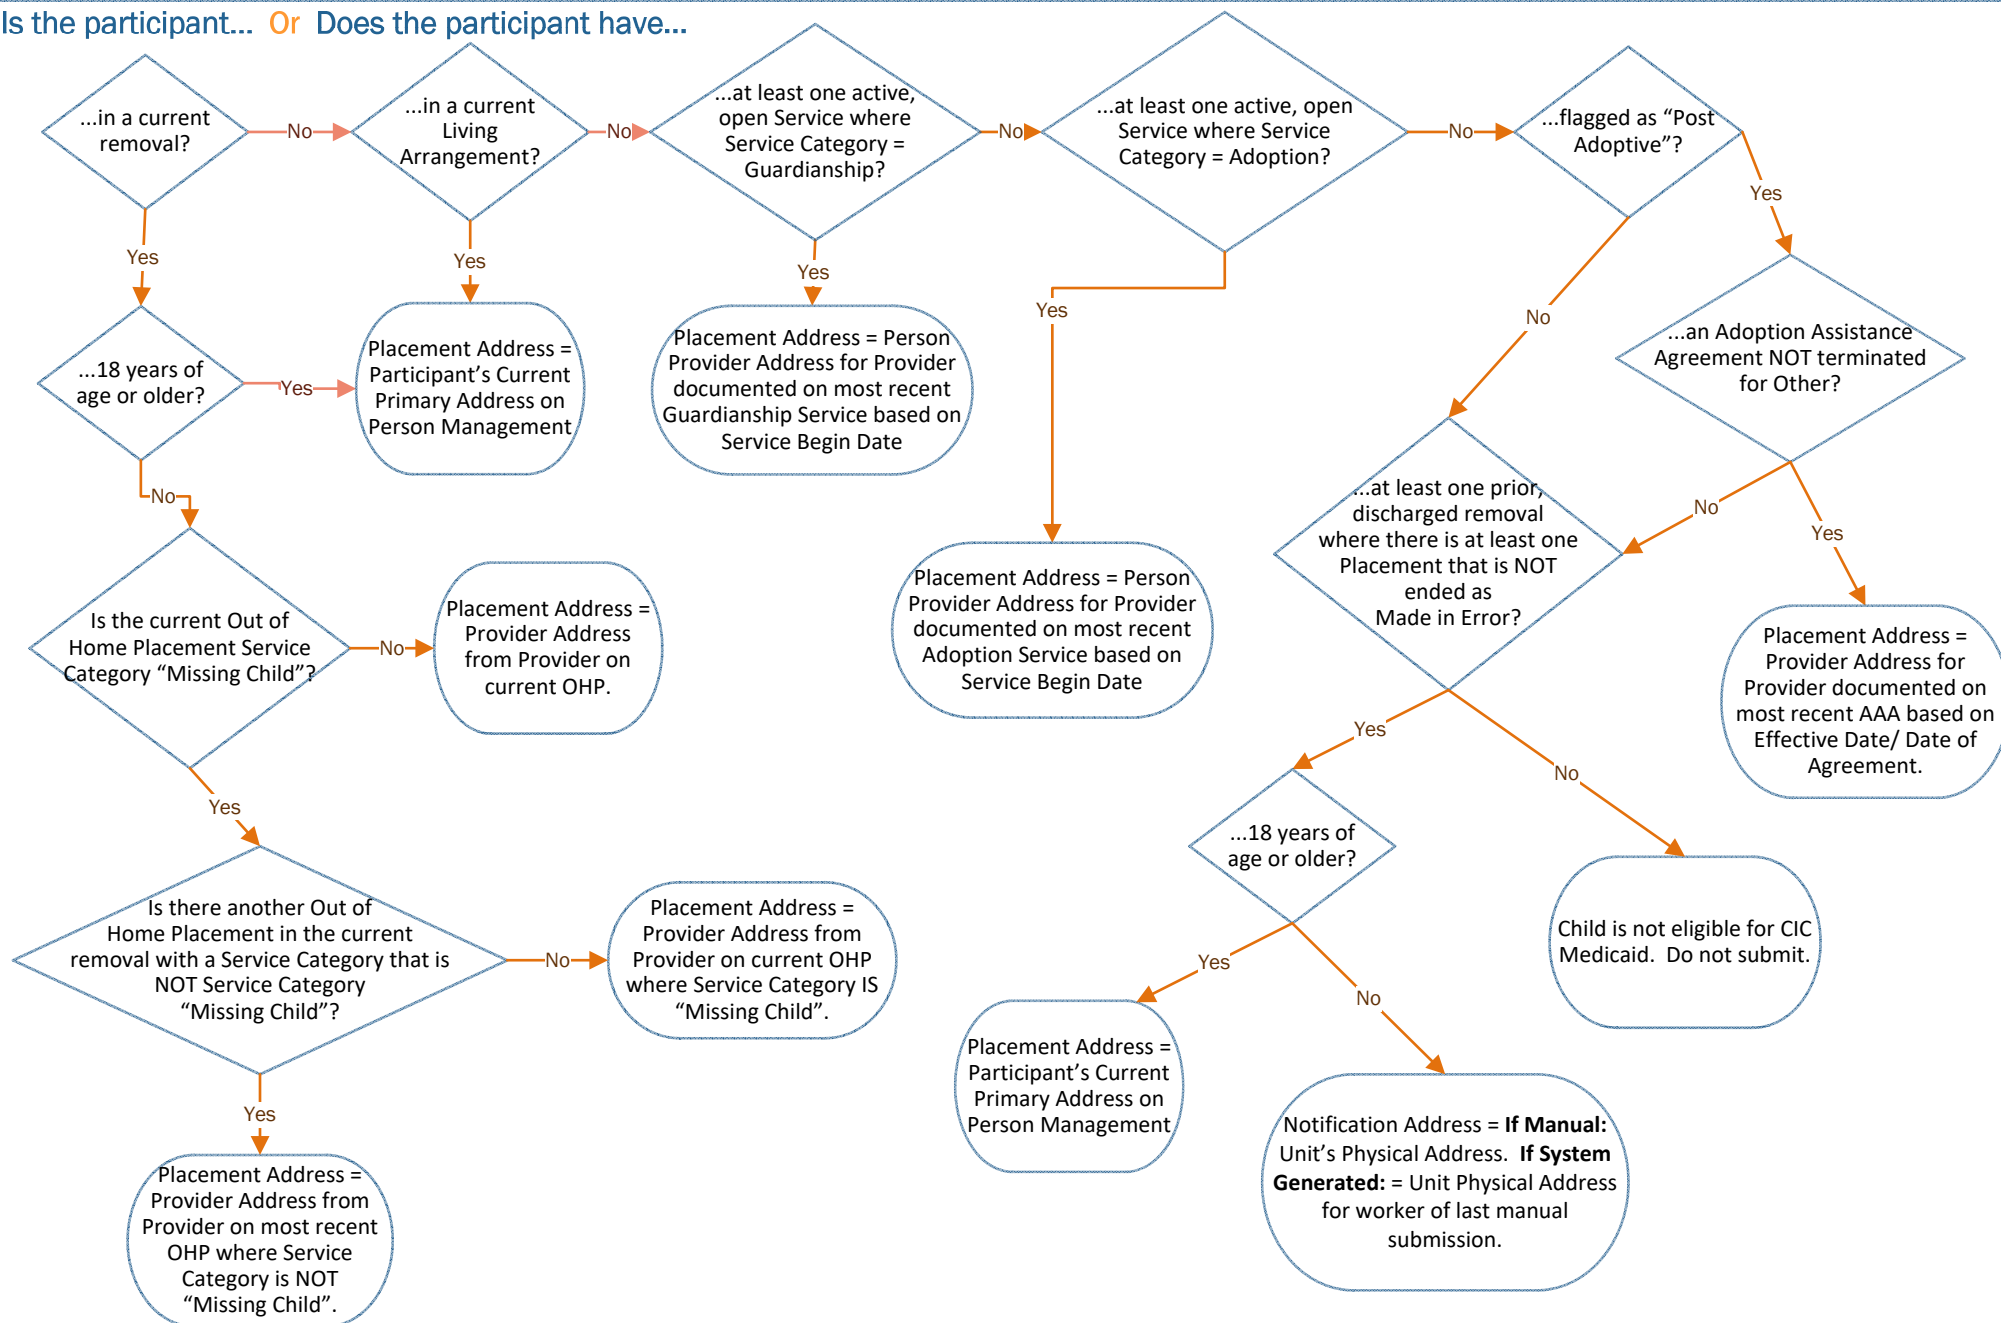 Is the participant... Or Does the participant have...
...in a current
removal?
No
...in a current
Living
Arrangement?
No
...at least one active,
open Service where
Service Category =
Guardianship?
No
...at least one active, open
Service where Service
Category = Adoption?
No
...flagged as “Post
Adoptive”?
Yes
Yes
Yes
Yes
Yes
No
...18 years of
age or older?
Yes
Placement Address =
Participant’s Current
Primary Address on
Person Management
Placement Address = Person
Provider Address for Provider
documented on most recent
Guardianship Service based on
Service Begin Date
...an Adoption Assistance
Agreement NOT terminated
for Other?
No
No
Yes
Is the current Out of
Home Placement Service
Category “Missing Child”?
No
Placement Address =
Provider Address
from Provider on
current OHP.
Placement Address = Person
Provider Address for Provider
documented on most recent
Adoption Service based on
Service Begin Date
...at least one prior,
discharged removal
where there is at least one
Placement that is NOT
ended as
Made in Error?
Placement Address =
Provider Address for
Provider documented on
most recent AAA based on
Effective Date/ Date of
Agreement.
Yes
Yes
No
Is there another Out of
Home Placement in the current
removal with a Service Category that is
NOT Service Category
“Missing Child”?
No
Placement Address =
Provider Address from
Provider on current OHP
where Service Category IS
“Missing Child”.
...18 years of
age or older?
Child is not eligible for CIC
Medicaid.  Do not submit.
Yes
Yes
No
Placement Address =
Provider Address from
Provider on most recent
OHP where Service
Category is NOT
“Missing Child”.
Placement Address =
Participant’s Current
Primary Address on
Person Management
Notification Address = If Manual:
Unit’s Physical Address.  If System
Generated: = Unit Physical Address
for worker of last manual
submission.